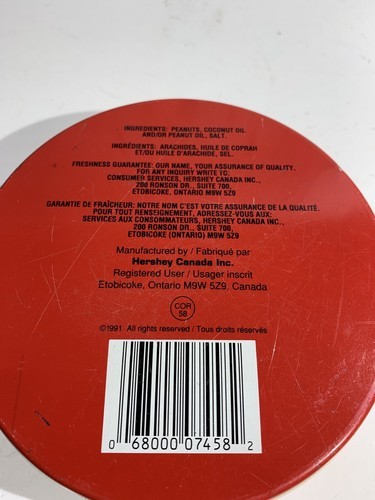 INGREDIENTS: PEANUTS, COCONUT OIL
AND/OR PEANUT OIL, SALT.
INGRÉDIENTS: ARACHIDES, HUILE DE COPRAH
ET/OU HUILE D'ARACHIDE, SEL.
FRESHNESS GUARANTEE: OUR NAME, YOUR ASSURANCE OF QUALITY.
FOR ANY INQUIRY WRITE TO:
CONSUMER SERVICES, HERSHEY CANADA INC.,
200 RONSON DR., SUITE 700,
ETOBICOKE, ONTARIO M9W 5Z9
GARANTIE DE FRAÎCHEUR: NOTRE NOM C'EST VOTRE ASSURANCE DE LA QUALITÉ.
POUR TOUT RENSEIGNEMENT, ADRESSEZ-VOUS AUX:
SERVICES AUX CONSOMMATEURS, HERSHEY CANADA INC.,
200 RONSON DR., SUITE 700,
ETOBICOKE (ONTARIO) M9W 5Z9
Manufactured by / Fabriqué par
Hershey Canada Inc.
Registered User / Usager inscrit
Etobicoke, Ontario M9W 5Z9, Canada
COR
58
©1991 All rights reserved / Tous droits réservés
0 68000 07458 2